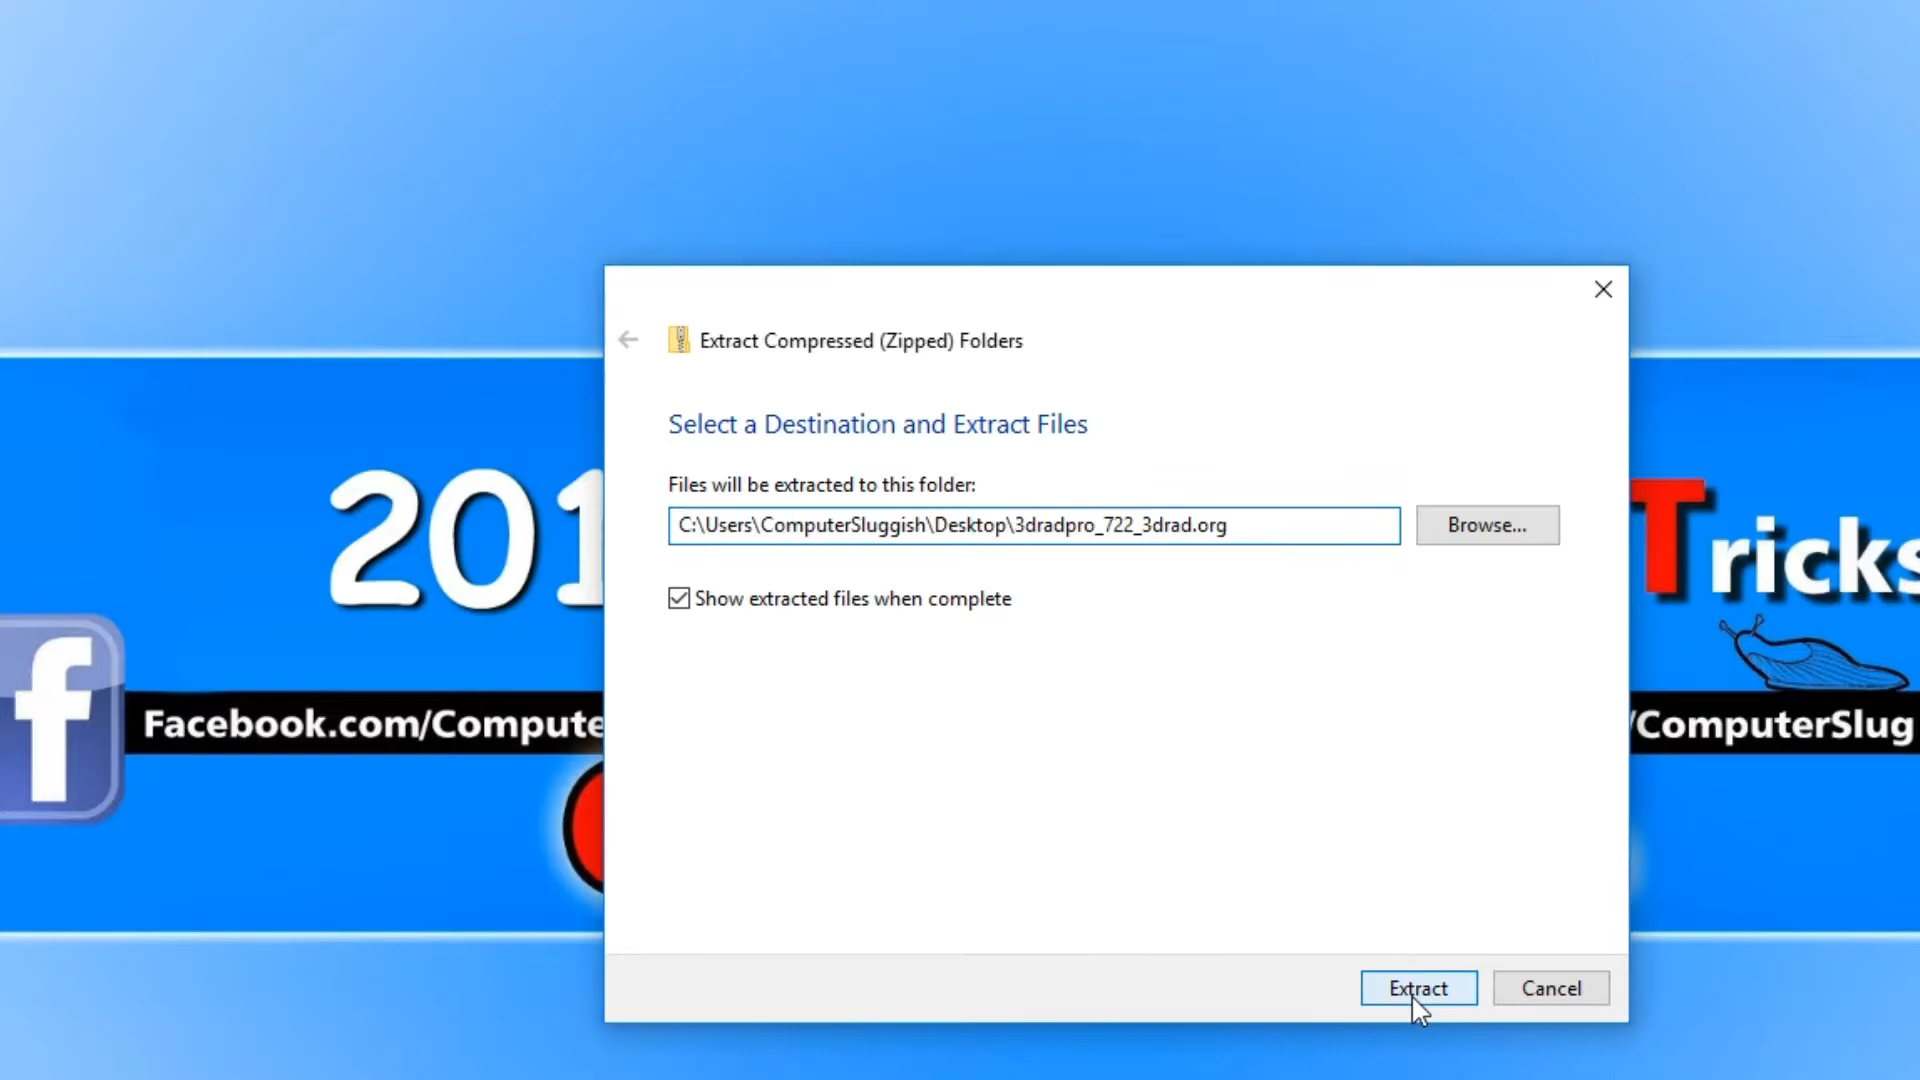 Extract Compressed (Zipped) Folders
Select a Destination and Extract Files
Files will be extracted to this folder:
C:\Users\ComputerSluggish\Desktop\3dradpro_722_3drad.org
Browse...
Show extracted files when complete
Extract
Cancel
201
Tricks
f
Facebook.com/Compute
/ComputerSlug